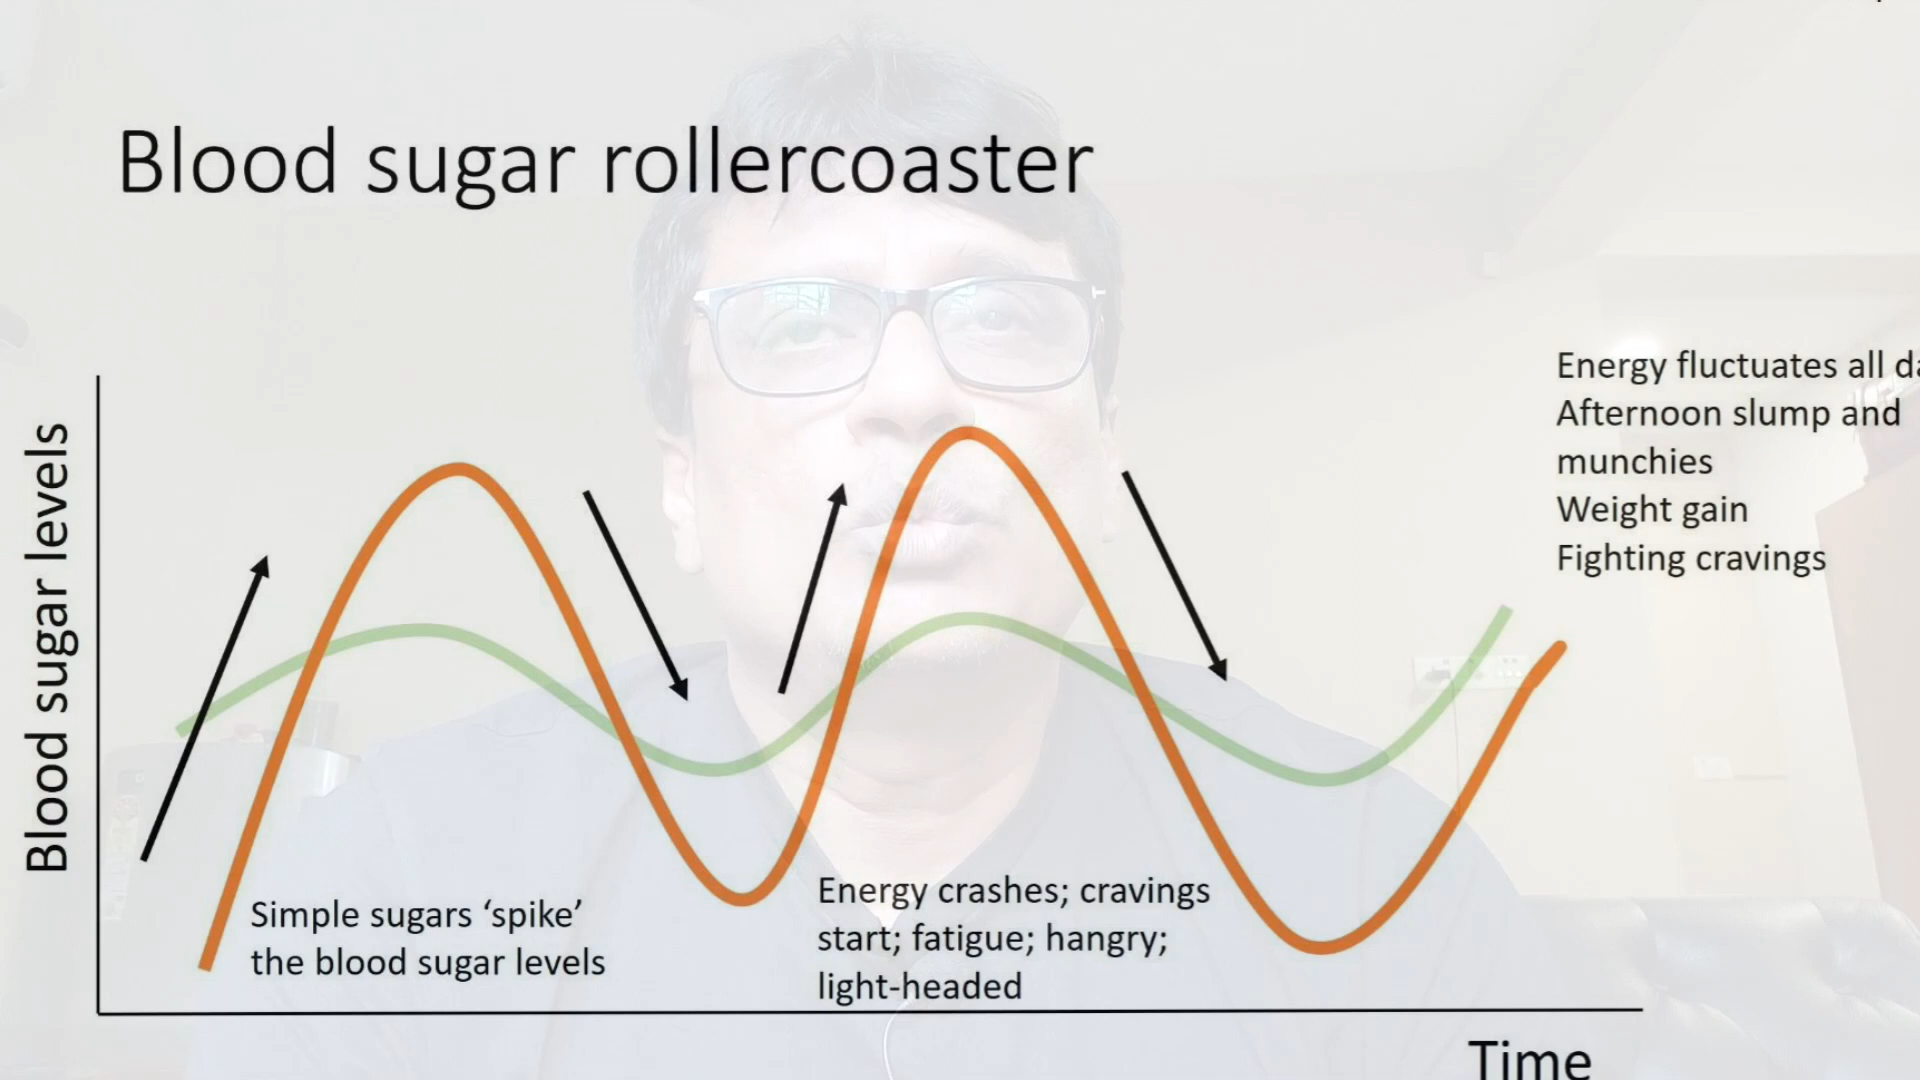 Blood sugar rollercoaster
Blood sugar levels
Energy fluctuates all
Afternoon slump and
munchies
Weight gain
Fighting cravings
Simple sugars ‘spike’
the blood sugar levels
Energy crashes; cravings
start; fatigue; hangry;
light-headed
Time